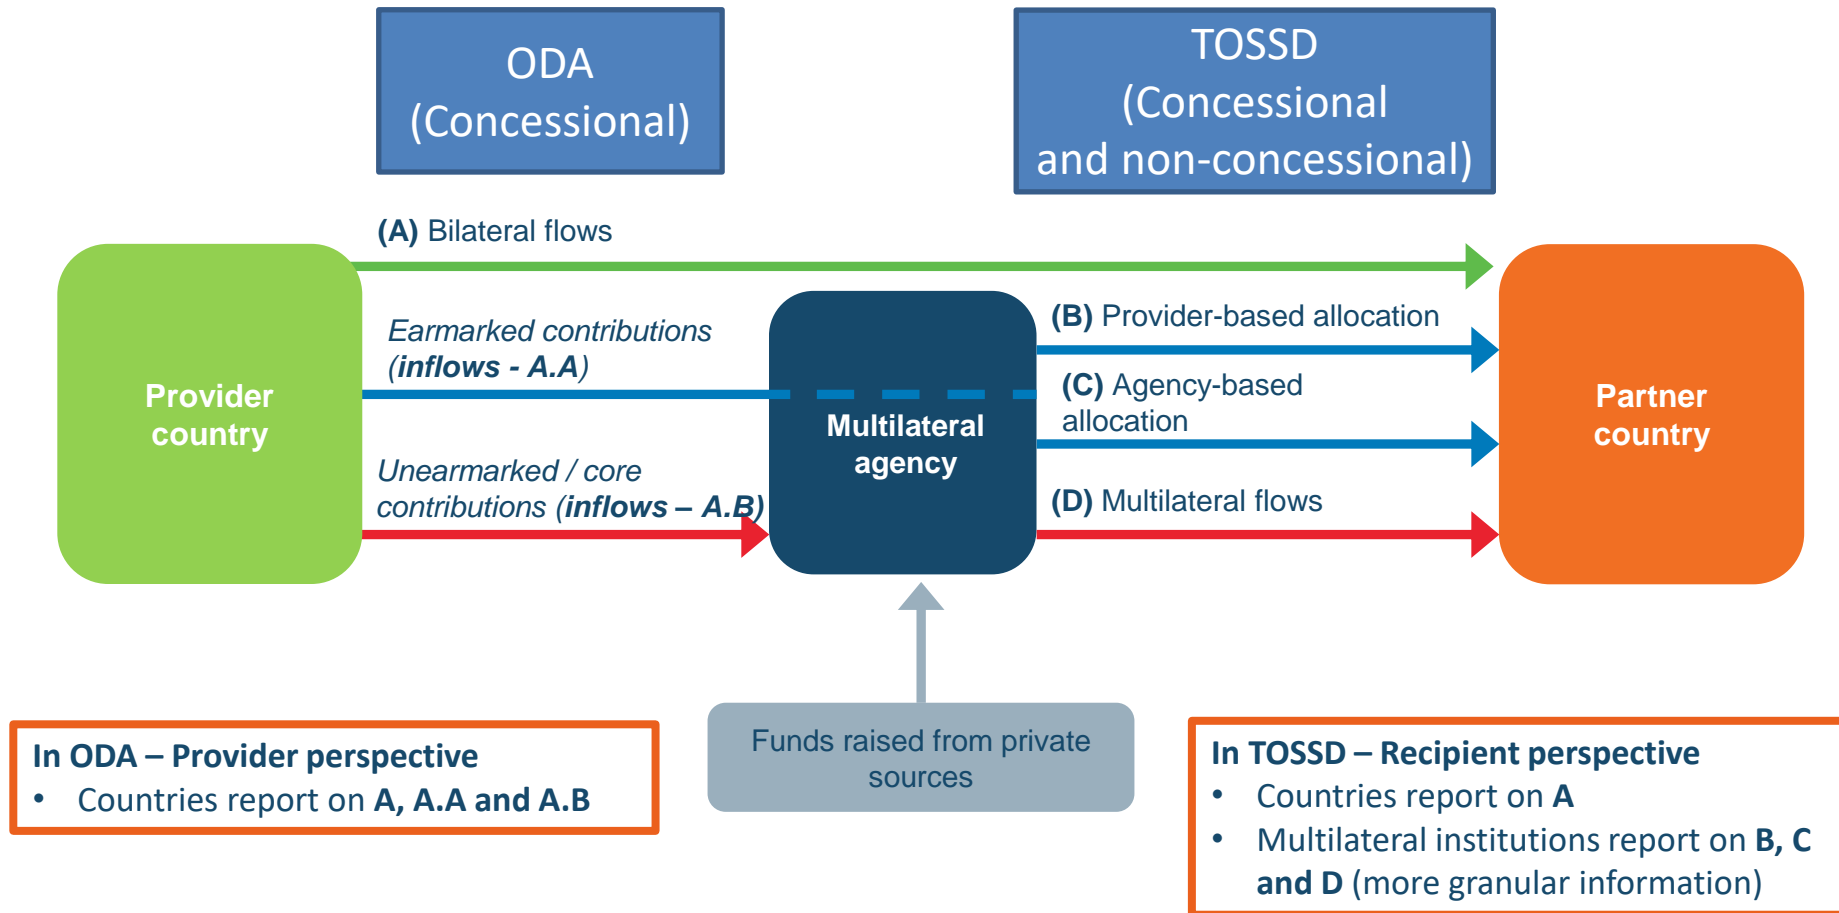 ODA
(Concessional)
TOSSD
(Concessional
and non-concessional)
(A) Bilateral flows
Earmarked contributions
(inflows - A.A)
(B) Provider-based allocation
Provider
country
(C) Agency-based
allocation
Multilateral
agency
Partner
country
Unearmarked / core
contributions (inflows – A.B)
(D) Multilateral flows
Funds raised from private
sources
In ODA – Provider perspective
• Countries report on A, A.A and A.B
In TOSSD – Recipient perspective
• Countries report on A
• Multilateral institutions report on B, C
and D (more granular information)